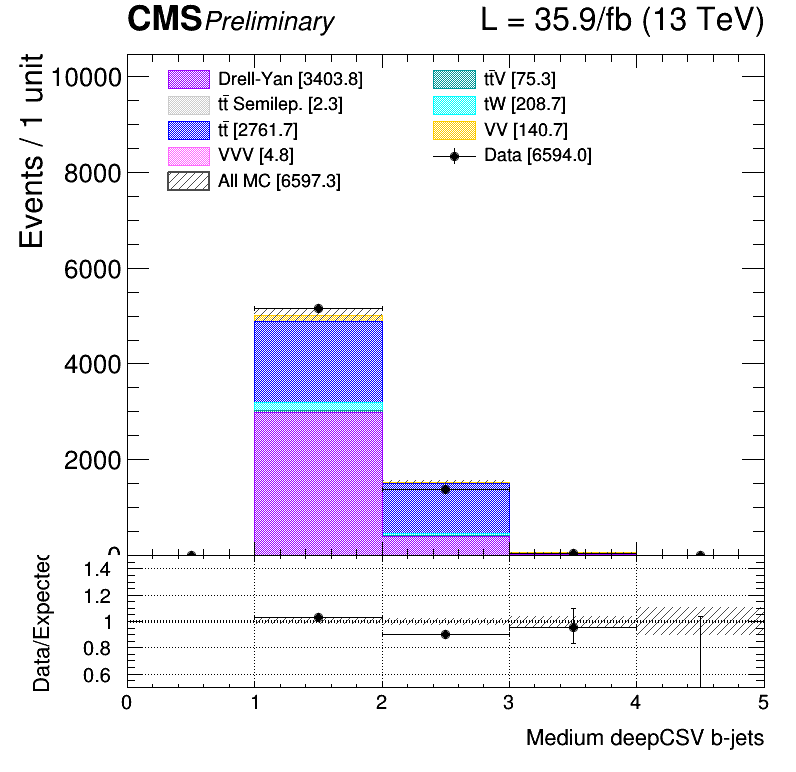 CMS Preliminary L = 35.9/fb (13 TeV)
Events / 1 unit
10000
8000
6000
4000
2000
0
Drell-Yan [3403.8]
tt̄ Semilep. [2.3]
tt̄ [2761.7]
VVV [4.8]
All MC [6597.3]
tt̄V [75.3]
tW [208.7]
VV [140.7]
Data [6594.0]
Data/Expected
1.4
1.2
1
0.8
0.6
0 1 2 3 4 5
Medium deepCSV b-jets